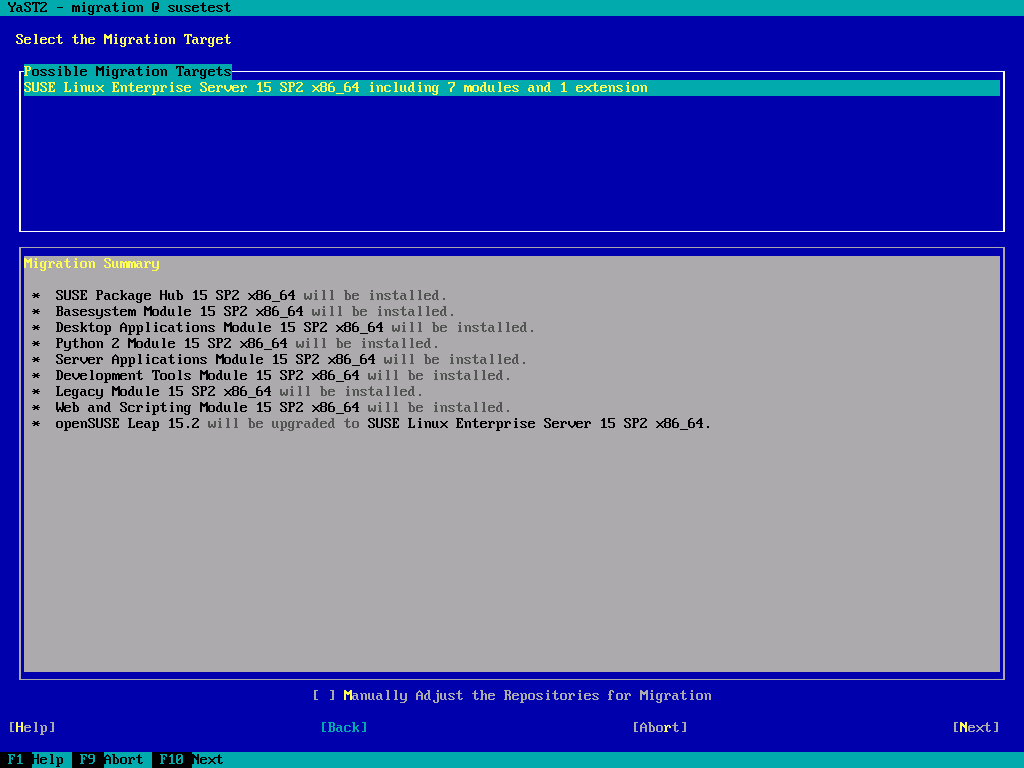 YaST2 - migration @ susetest
Select the Migration Target
Possible Migration Targets
SUSE Linux Enterprise Server 15 SP2 x86_64 including 7 modules and 1 extension
Migration Summary
* SUSE Package Hub 15 SP2 x86_64 will be installed.
* Basesystem Module 15 SP2 x86_64 will be installed.
* Desktop Applications Module 15 SP2 x86_64 will be installed.
* Python 2 Module 15 SP2 x86_64 will be installed.
* Server Applications Module 15 SP2 x86_64 will be installed.
* Development Tools Module 15 SP2 x86_64 will be installed.
* Legacy Module 15 SP2 x86_64 will be installed.
* Web and Scripting Module 15 SP2 x86_64 will be installed.
* openSUSE Leap 15.2 will be upgraded to SUSE Linux Enterprise Server 15 SP2 x86_64.
[ ] Manually Adjust the Repositories for Migration
[Help] [Back] [Abort] [Next]
F1 Help F9 Abort F10 Next